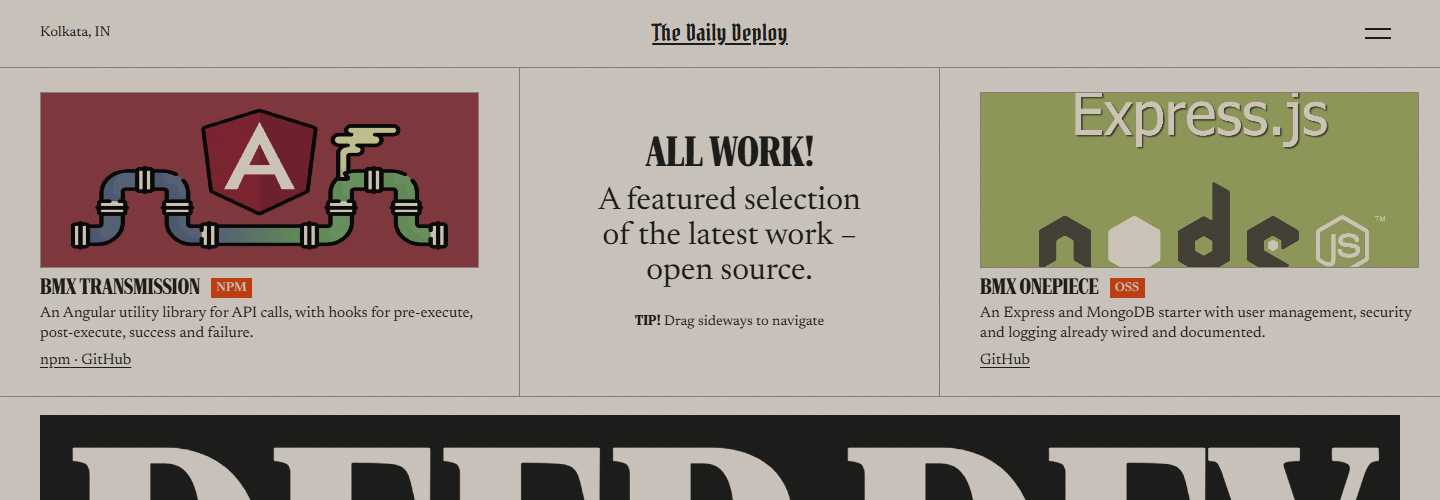 Kolkata, IN
The Daily Deploy
A
BMX TRANSMISSION NPM
An Angular utility library for API calls, with hooks for pre-execute,
post-execute, success and failure.
npm · GitHub
ALL WORK!
A featured selection
of the latest work –
open source.
TIP! Drag sideways to navigate
Express.js
node
JS
TM
BMX ONEPIECE OSS
An Express and MongoDB starter with user management, security
and logging already wired and documented.
GitHub